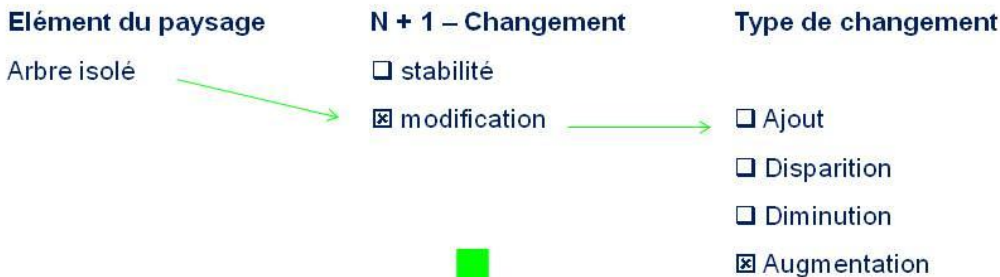 Elément du paysage N + 1 – Changement Type de changement
Arbre isolé ☐ stabilité
☒ modification ☐ Ajout
☐ Disparition
☐ Diminution
☒ Augmentation